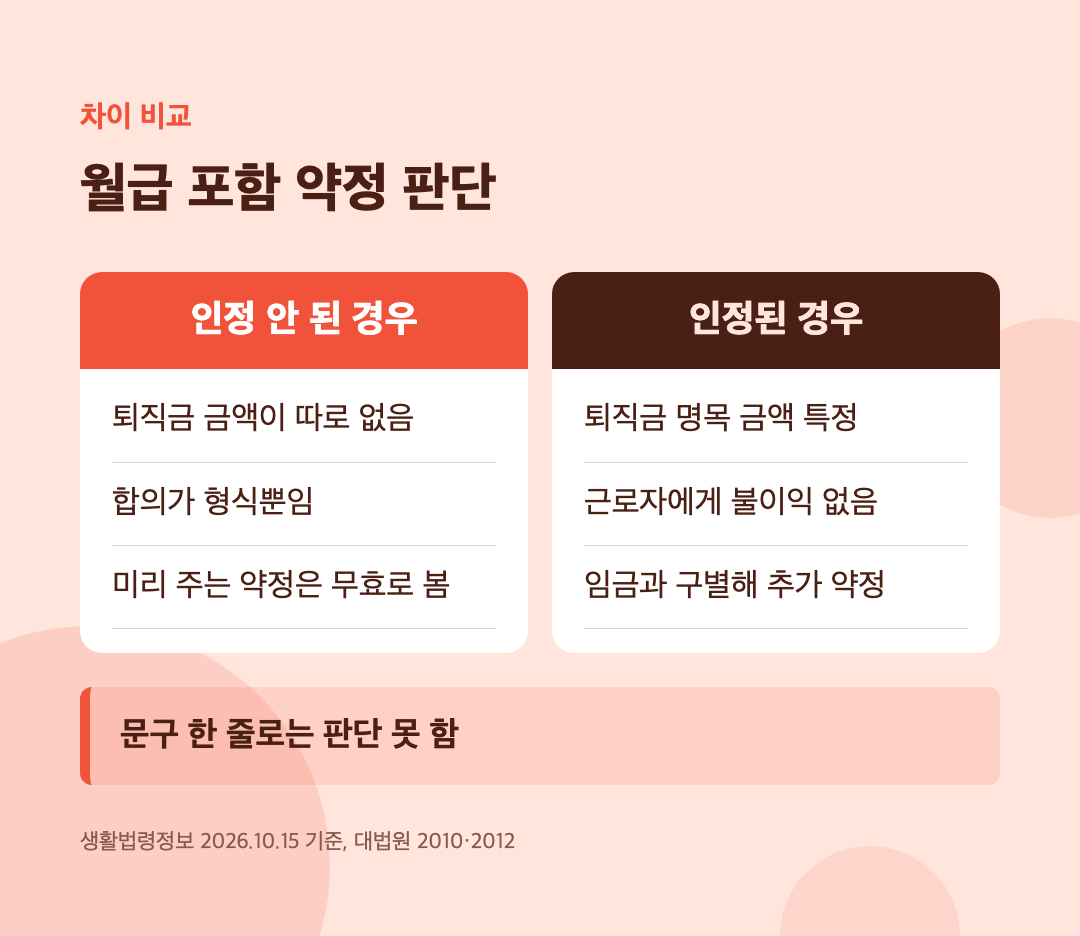 차이 비교
월급 포함 약정 판단
인정 안 된 경우
퇴직금 금액이 따로 없음
합의가 형식뿐임
미리 주는 약정은 무효로 봄
인정된 경우
퇴직금 명목 금액 특정
근로자에게 불이익 없음
임금과 구별해 추가 약정
문구 한 줄로는 판단 못 함
생활법령정보 2026.10.15 기준, 대법원 2010·2012